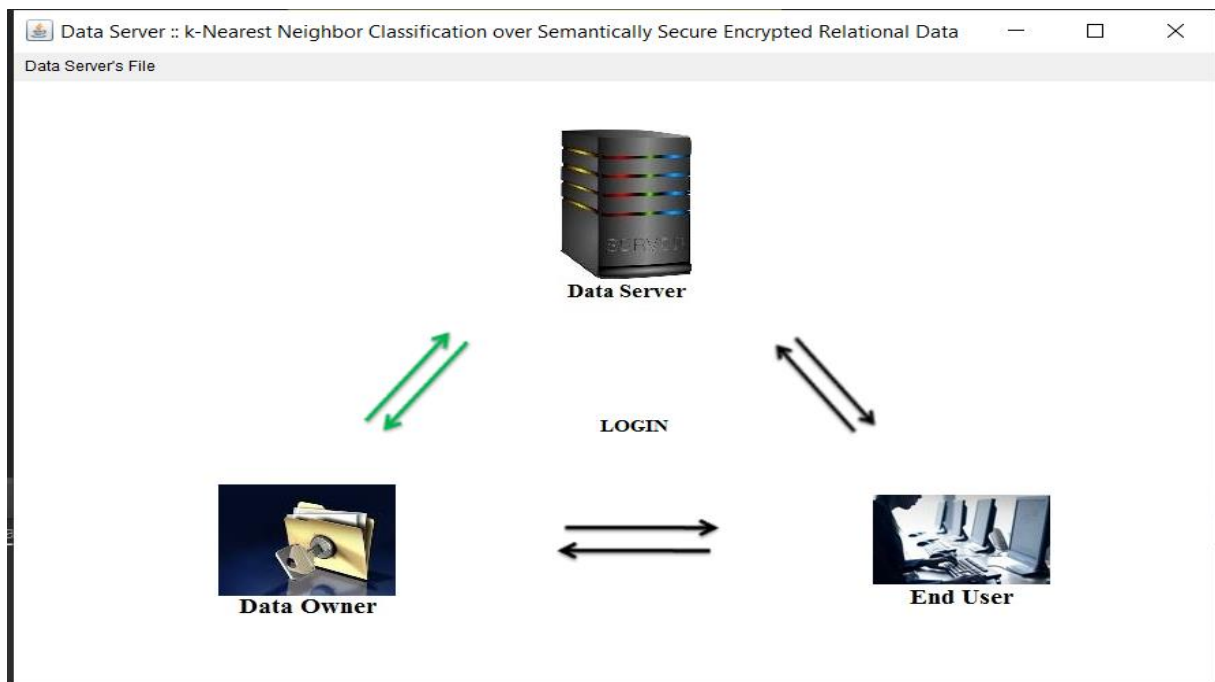 Data Server :: k-Nearest Neighbor Classification over Semantically Secure Encrypted Relational Data
Data Server's File
SERVER
Data Server
LOGIN
Data Owner
End User